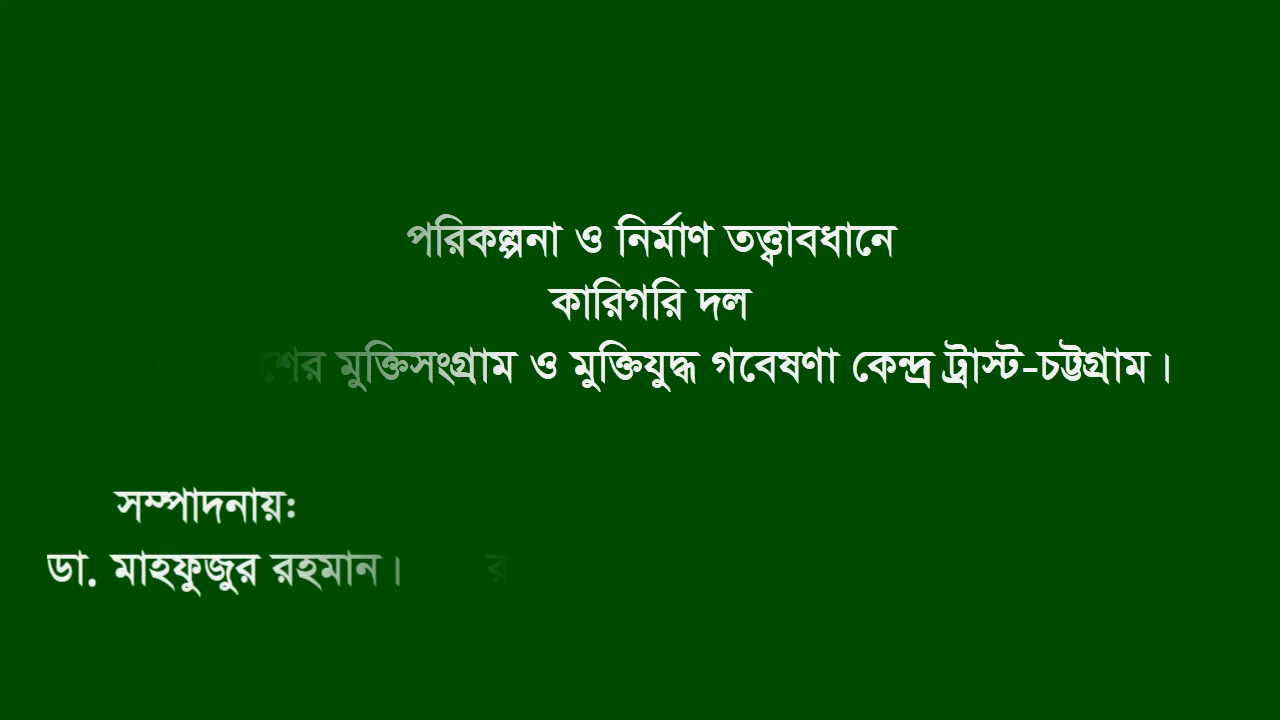 পরিকল্পনা ও নির্মাণ তত্ত্বাবধানে
কারিগরি দল
মুক্তিসংগ্রাম ও মুক্তিযুদ্ধ গবেষণা কেন্দ্র ট্রাস্ট-চট্টগ্রাম।
সম্পাদনায়ঃ
ডা. মাহফুজুর রহমান।